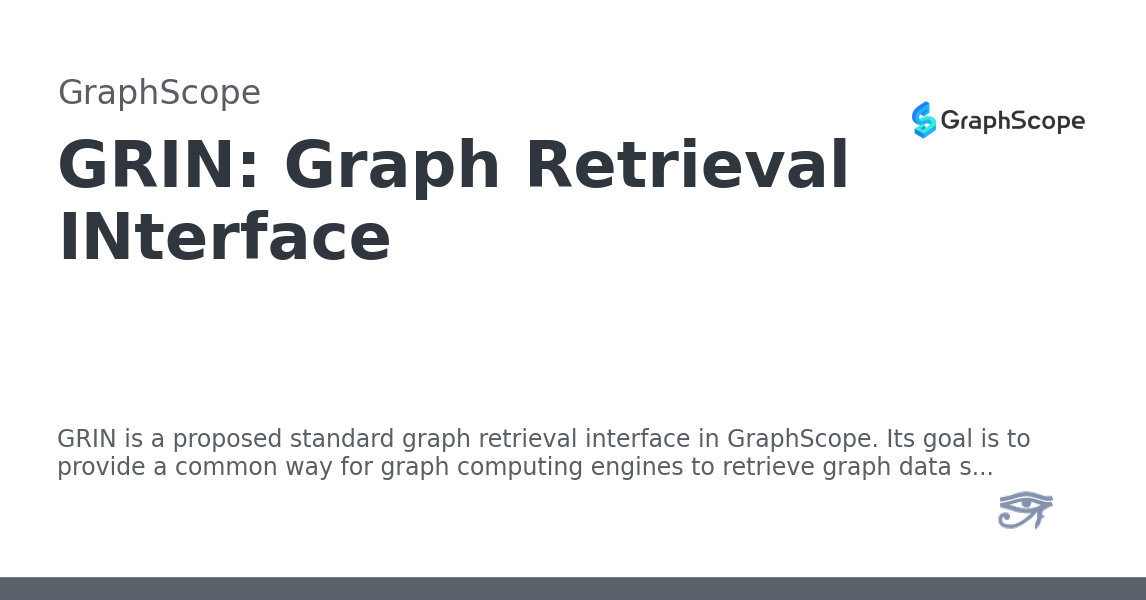 GraphScope
GraphScope
GRIN: Graph Retrieval
INterface
GRIN is a proposed standard graph retrieval interface in GraphScope. Its goal is to
provide a common way for graph computing engines to retrieve graph data s...